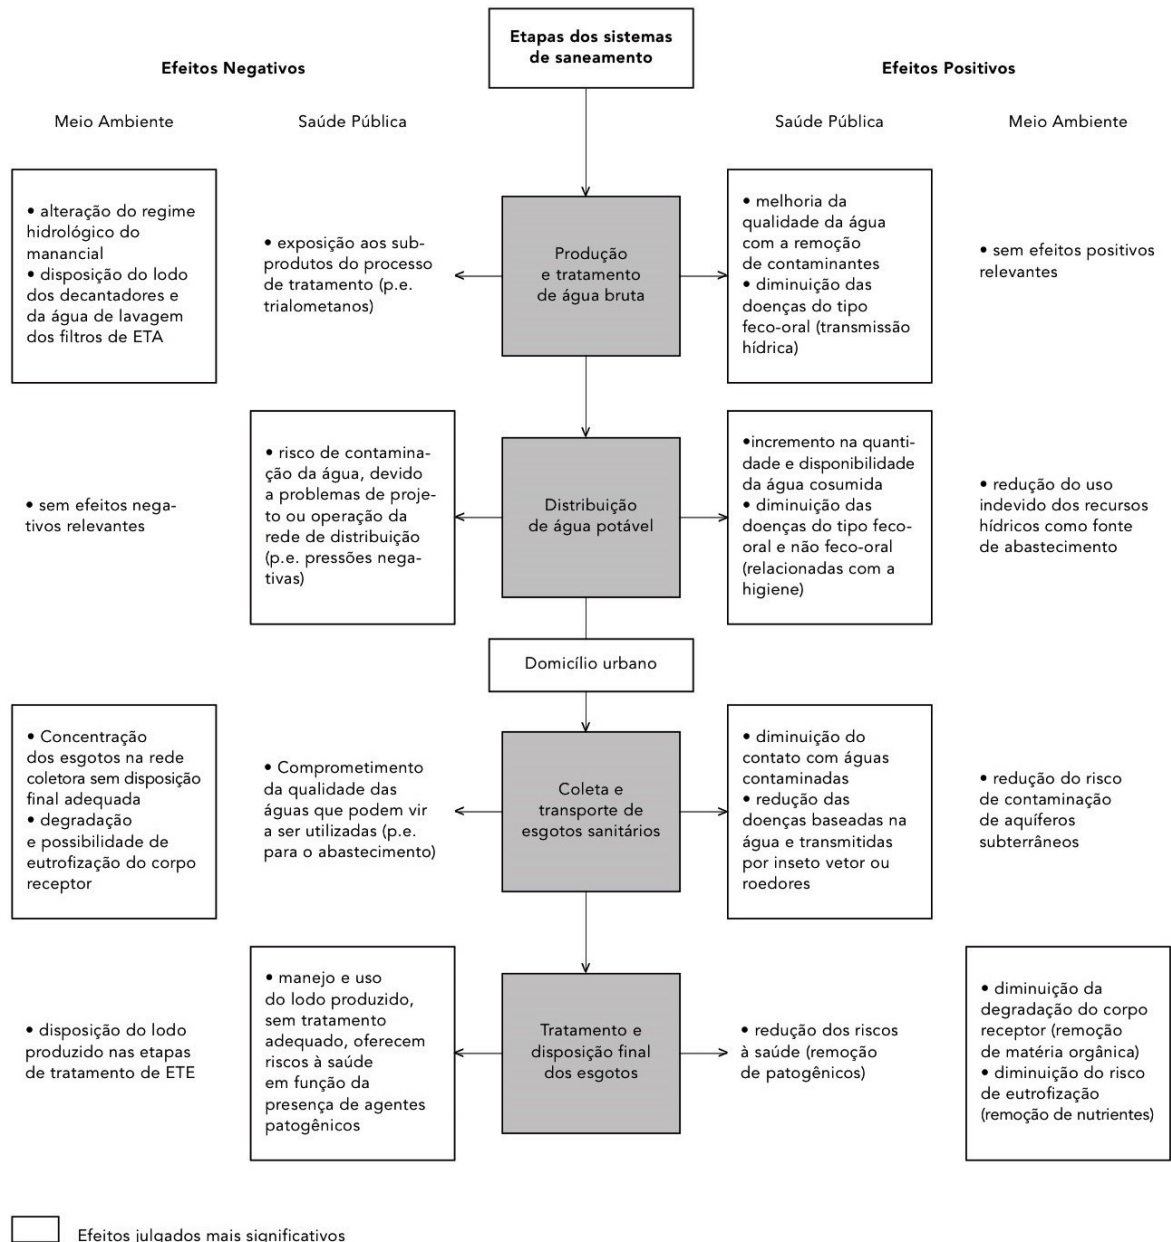 Etapas dos sistemas
de saneamento
Efeitos Negativos
Efeitos Positivos
Meio Ambiente
Saúde Pública
Saúde Pública
Meio Ambiente
• alteração do regime
hidrológico do
manancial
• disposição do lodo
dos decantadores e
da água de lavagem
dos filtros de ETA
• exposição aos sub-
produtos do processo
de tratamento (p.e.
trialometanos)
Produção
e tratamento
de água bruta
• melhoria da
qualidade da água
com a remoção
de contaminantes
• diminuição das
doenças do tipo
feco-oral (transmissão
hídrica)
• sem efeitos positivos
relevantes
• sem efeitos nega-
tivos relevantes
• risco de contamina-
ção da água, devido
a problemas de proje-
to ou operação da
rede de distribuição
(p.e. pressões nega-
tivas)
Distribuição
de água potável
•incremento na quanti-
dade e disponibilidade
da água cosumida
• diminuição das
doenças do tipo feco-
oral e não feco-oral
(relacionadas com a
higiene)
• redução do uso
indevido dos recursos
hídricos como fonte
de abastecimento
Domicílio urbano
• Concentração
dos esgotos na rede
coletora sem disposição
final adequada
• degradação
e possibilidade de
eutrofização do corpo
receptor
• Comprometimento
da qualidade das
águas que podem vir
a ser utilizadas (p.e.
para o abastecimento)
Coleta e
transporte de
esgotos sanitários
• diminuição do
contato com águas
contaminadas
• redução das
doenças baseadas na
água e transmitidas
por inseto vetor ou
roedores
• redução do risco
de contaminação
de aquíferos
subterrâneos
• disposição do lodo
produzido nas etapas
de tratamento de ETE
• manejo e uso
do lodo produzido,
sem tratamento
adequado, oferecem
riscos à saúde
em função da
presença de agentes
patogênicos
Tratamento e
disposição final
dos esgotos
• redução dos riscos
à saúde (remoção
de patogênicos)
• diminuição da
degradação do corpo
receptor (remoção
de matéria orgânica)
• diminuição do risco
de eutrofização
(remoção de nutrientes)
Efeitos julgados mais significativos